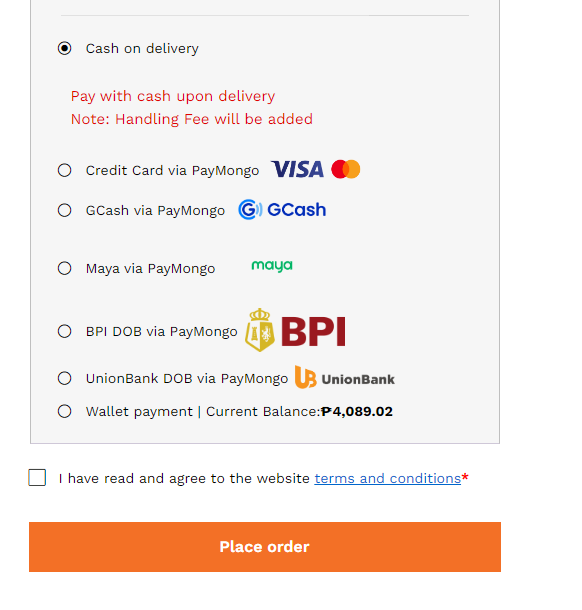 Cash on delivery
Pay with cash upon delivery
Note: Handling Fee will be added
Credit Card via PayMongo VISA
GCash via PayMongo G GCash
Maya via PayMongo maya
BPI DOB via PayMongo BPI
UnionBank DOB via PayMongo UB UnionBank
Wallet payment | Current Balance:₱4,089.02
I have read and agree to the website terms and conditions*
Place order